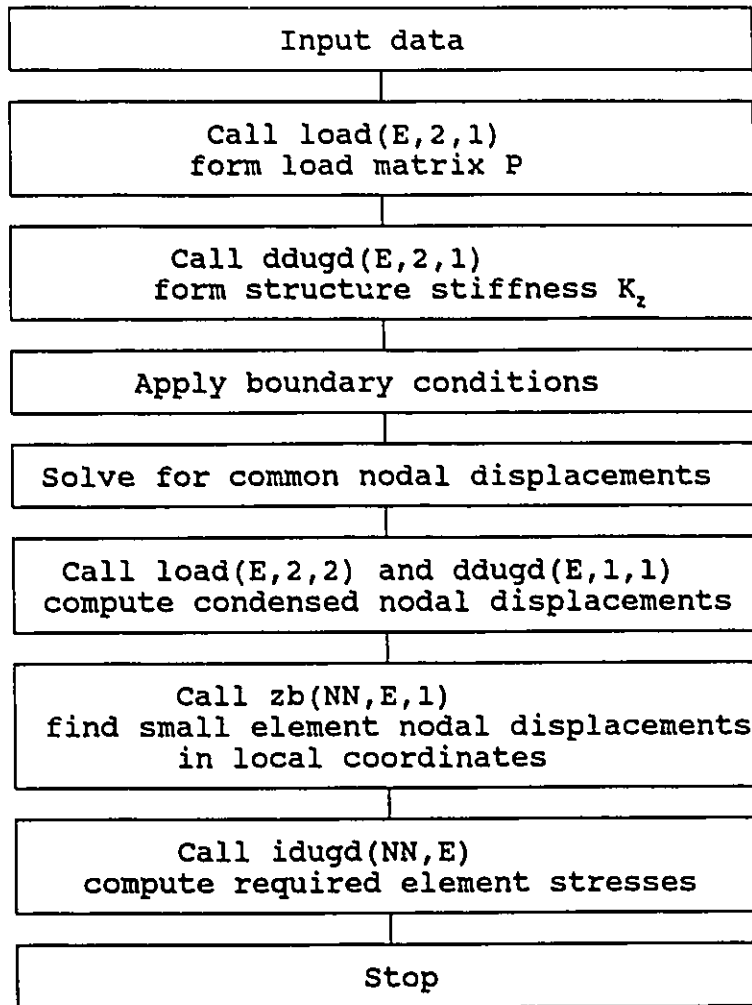 Input data
Call load(E,2,1)
form load matrix P
Call ddugd(E,2,1)
form structure stiffness K_z
Apply boundary conditions
Solve for common nodal displacements
Call load(E,2,2) and ddugd(E,1,1)
compute condensed nodal displacements
Call zb(NN,E,1)
find small element nodal displacements
in local coordinates
Call idugd(NN,E)
compute required element stresses
Stop